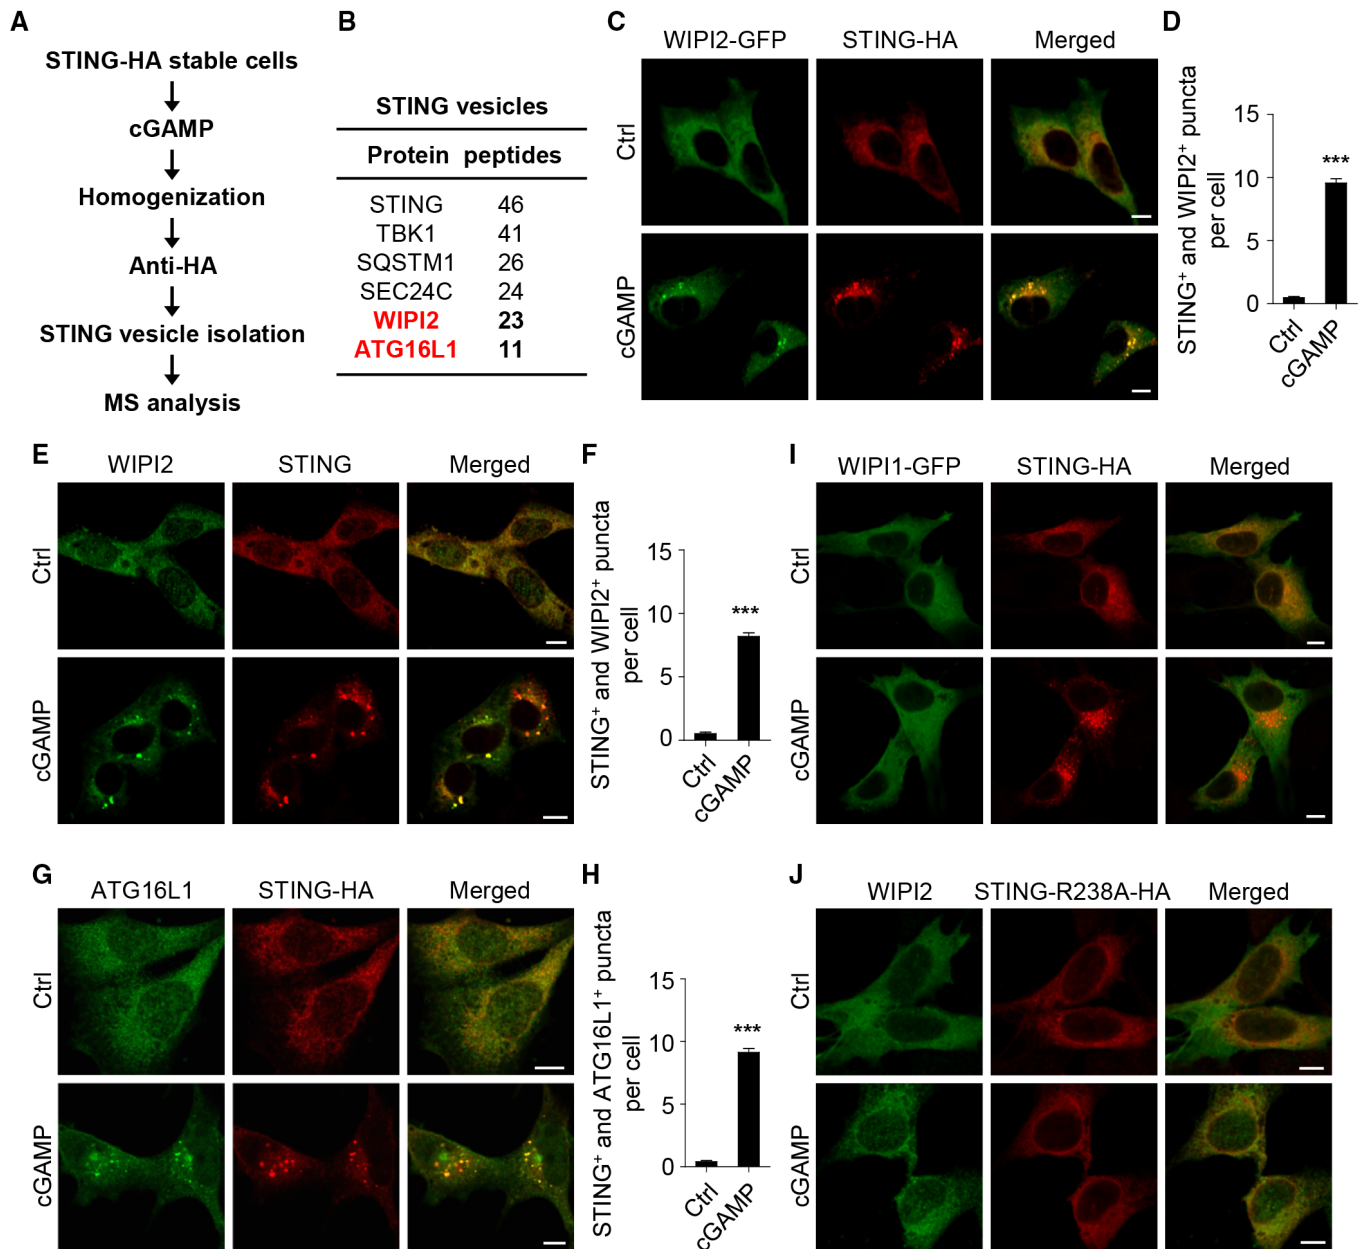 A
STING-HA stable cells
cGAMP
Homogenization
Anti-HA
STING vesicle isolation
MS analysis
B
STING vesicles
Protein peptides
STING 46
TBK1 41
SQSTM1 26
SEC24C 24
WIPI2 23
ATG16L1 11
C
WIPI2-GFP STING-HA Merged
Ctrl
cGAMP
D
STING⁺ and WIPI2⁺ puncta
per cell
15
10
5
0
***
Ctrl
cGAMP
E
WIPI2 STING Merged
Ctrl
cGAMP
F
STING⁺ and WIPI2⁺ puncta
per cell
15
10
5
0
***
Ctrl
cGAMP
I
WIPI1-GFP STING-HA Merged
Ctrl
cGAMP
G
ATG16L1 STING-HA Merged
Ctrl
cGAMP
H
STING⁺ and ATG16L1⁺ puncta
per cell
15
10
5
0
***
Ctrl
cGAMP
J
WIPI2 STING-R238A-HA Merged
Ctrl
cGAMP